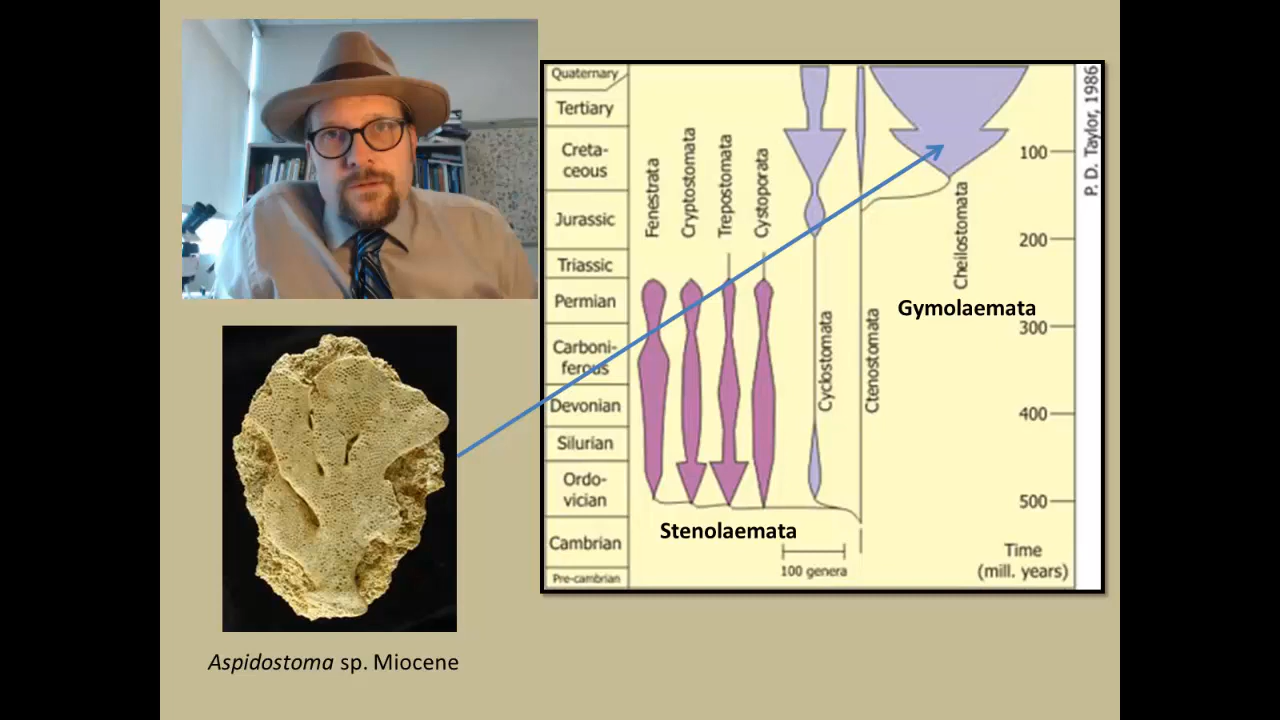 Quaternary
Tertiary
Creta-
ceous
Jurassic
Triassic
Permian
Carboni-
ferous
Devonian
Silurian
Ordo-
vician
Cambrian
Pre-cambrian
Fenestrata
Cryptostomata
Trepostomata
Cystoporata
Cyclostomata
Ctenostomata
Cheilostomata
Gymolaemata
Stenolaemata
100 genera
100
200
300
400
500
Time
(mill. years)
P. D. Taylor, 1986
Aspidostoma sp. Miocene